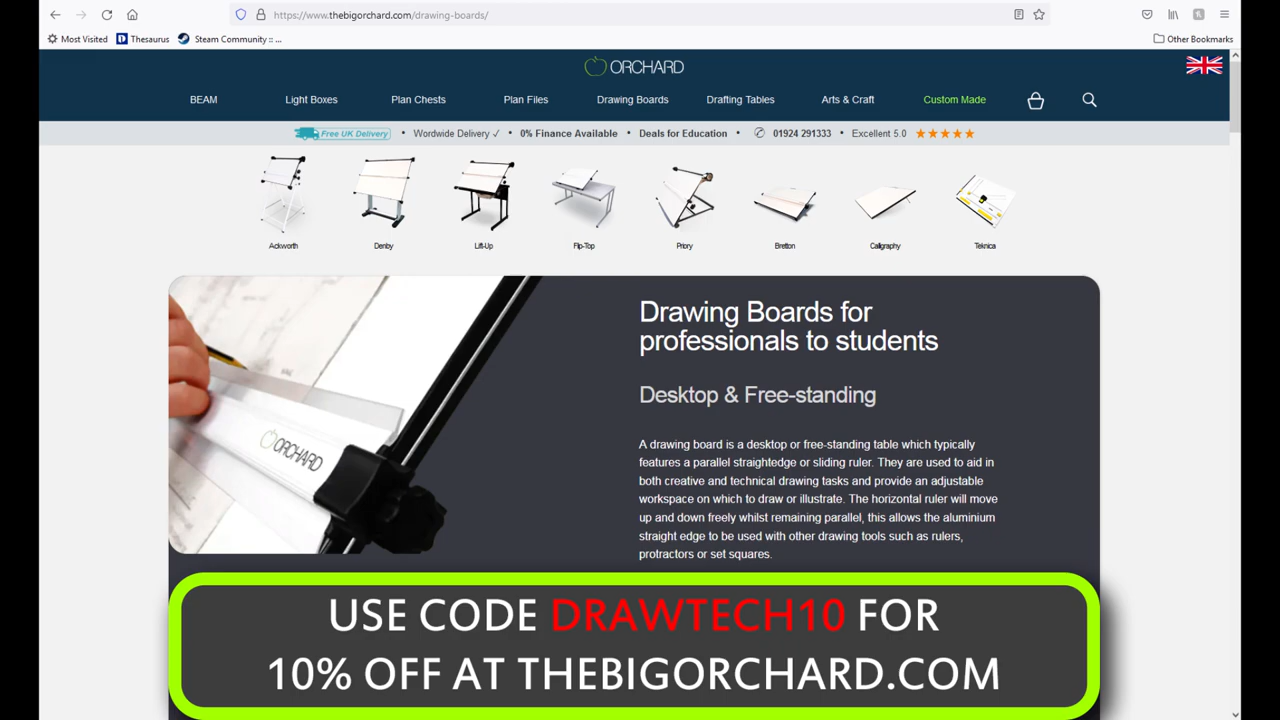 https://www.thebigorchard.com/drawing-boards/
Most Visited Thesaurus Steam Community :: ... Other Bookmarks
ORCHARD
BEAM Light Boxes Plan Chests Plan Files Drawing Boards Drafting Tables Arts & Craft Custom Made
Free UK Delivery • Wordwide Delivery ✓ • 0% Finance Available • Deals for Education • ✆ 01924 291333 • Excellent 5.0 ★★★★★
Ackworth Denby Lift-Up Flip-Top Priory Bretton Calligraphy Teknica
Drawing Boards for
professionals to students
Desktop & Free-standing
A drawing board is a desktop or free-standing table which typically
features a parallel straightedge or sliding ruler. They are used to aid in
both creative and technical drawing tasks and provide an adjustable
workspace on which to draw or illustrate. The horizontal ruler will move
up and down freely whilst remaining parallel, this allows the aluminium
straight edge to be used with other drawing tools such as rulers,
protractors or set squares.
ORCHARD
USE CODE DRAWTECH10 FOR
10% OFF AT THEBIGORCHARD.COM